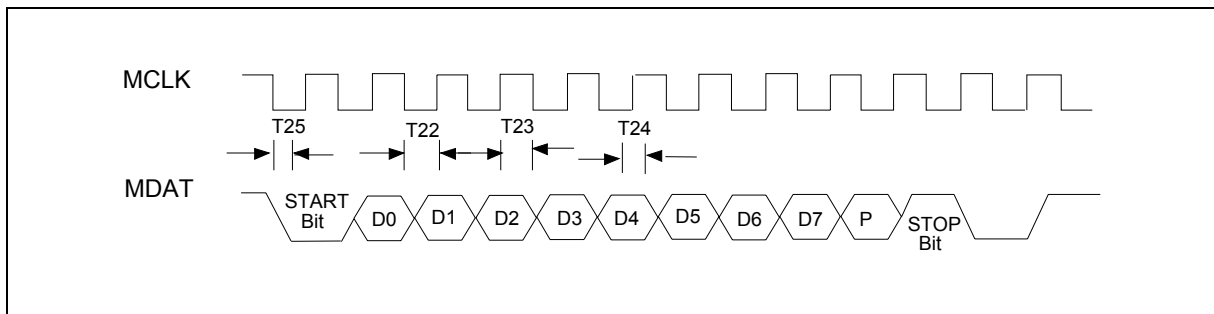 MCLK
T25 T22 T23 T24
MDAT
START
Bit
D0 D1 D2 D3 D4 D5 D6 D7 P
STOP
Bit